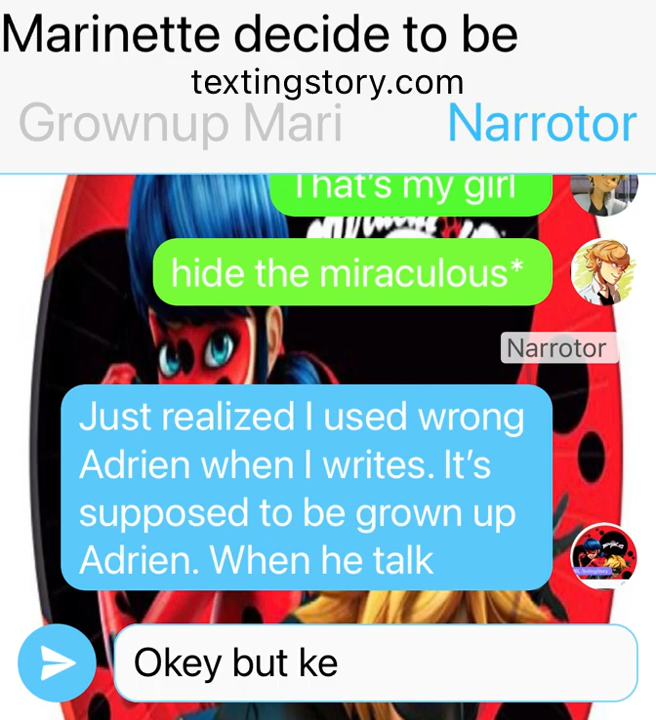 Marinette decide to be
textingstory.com
Grownup Mari
Narrotor
That's my girl
hide the miraculous*
Narrotor
Just realized I used wrong
Adrien when I writes. It's
supposed to be grown up
Adrien. When he talk
Okey but ke